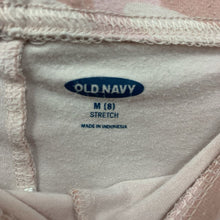 OLD NAVY
M (8)
STRETCH
MADE IN INDONESIA